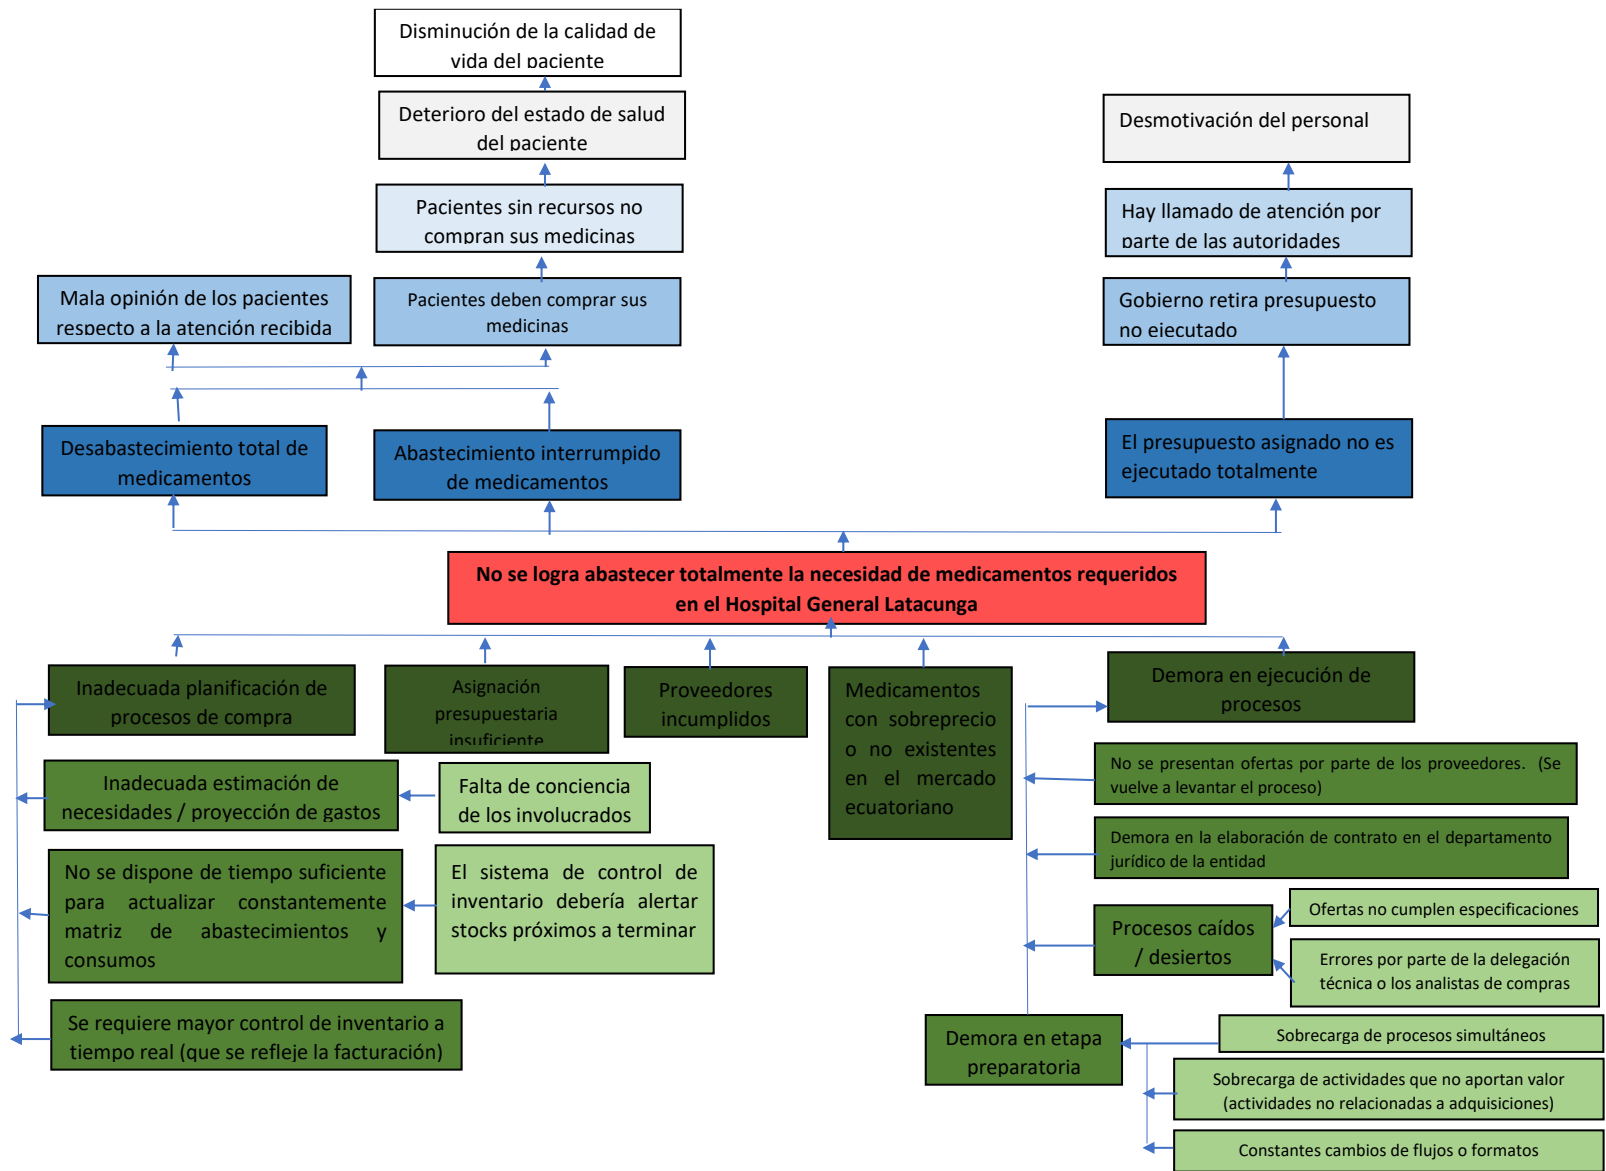 Disminución de la calidad de
vida del paciente
Deterioro del estado de salud
del paciente
Desmotivación del personal
Pacientes sin recursos no
compran sus medicinas
Hay llamado de atención por
parte de las autoridades
Mala opinión de los pacientes
respecto a la atención recibida
Pacientes deben comprar sus
medicinas
Gobierno retira presupuesto
no ejecutado
Desabastecimiento total de
medicamentos
Abastecimiento interrumpido
de medicamentos
El presupuesto asignado no es
ejecutado totalmente
No se logra abastecer totalmente la necesidad de medicamentos requeridos
en el Hospital General Latacunga
Inadecuada planificación de
procesos de compra
Asignación
presupuestaria
insuficiente
Proveedores
incumplidos
Medicamentos
con sobreprecio
o no existentes
en el mercado
ecuatoriano
Demora en ejecución de
procesos
Inadecuada estimación de
necesidades / proyección de gastos
Falta de conciencia
de los involucrados
No se presentan ofertas por parte de los proveedores. (Se
vuelve a levantar el proceso)
No se dispone de tiempo suficiente
para actualizar constantemente
matriz de abastecimientos y
consumos
El sistema de control de
inventario debería alertar
stocks próximos a terminar
Demora en la elaboración de contrato en el departamento
jurídico de la entidad
Procesos caídos
/ desiertos
Ofertas no cumplen especificaciones
Errores por parte de la delegación
técnica o los analistas de compras
Se requiere mayor control de inventario a
tiempo real (que se refleje la facturación)
Demora en etapa
preparatoria
Sobrecarga de procesos simultáneos
Sobrecarga de actividades que no aportan valor
(actividades no relacionadas a adquisiciones)
Constantes cambios de flujos o formatos